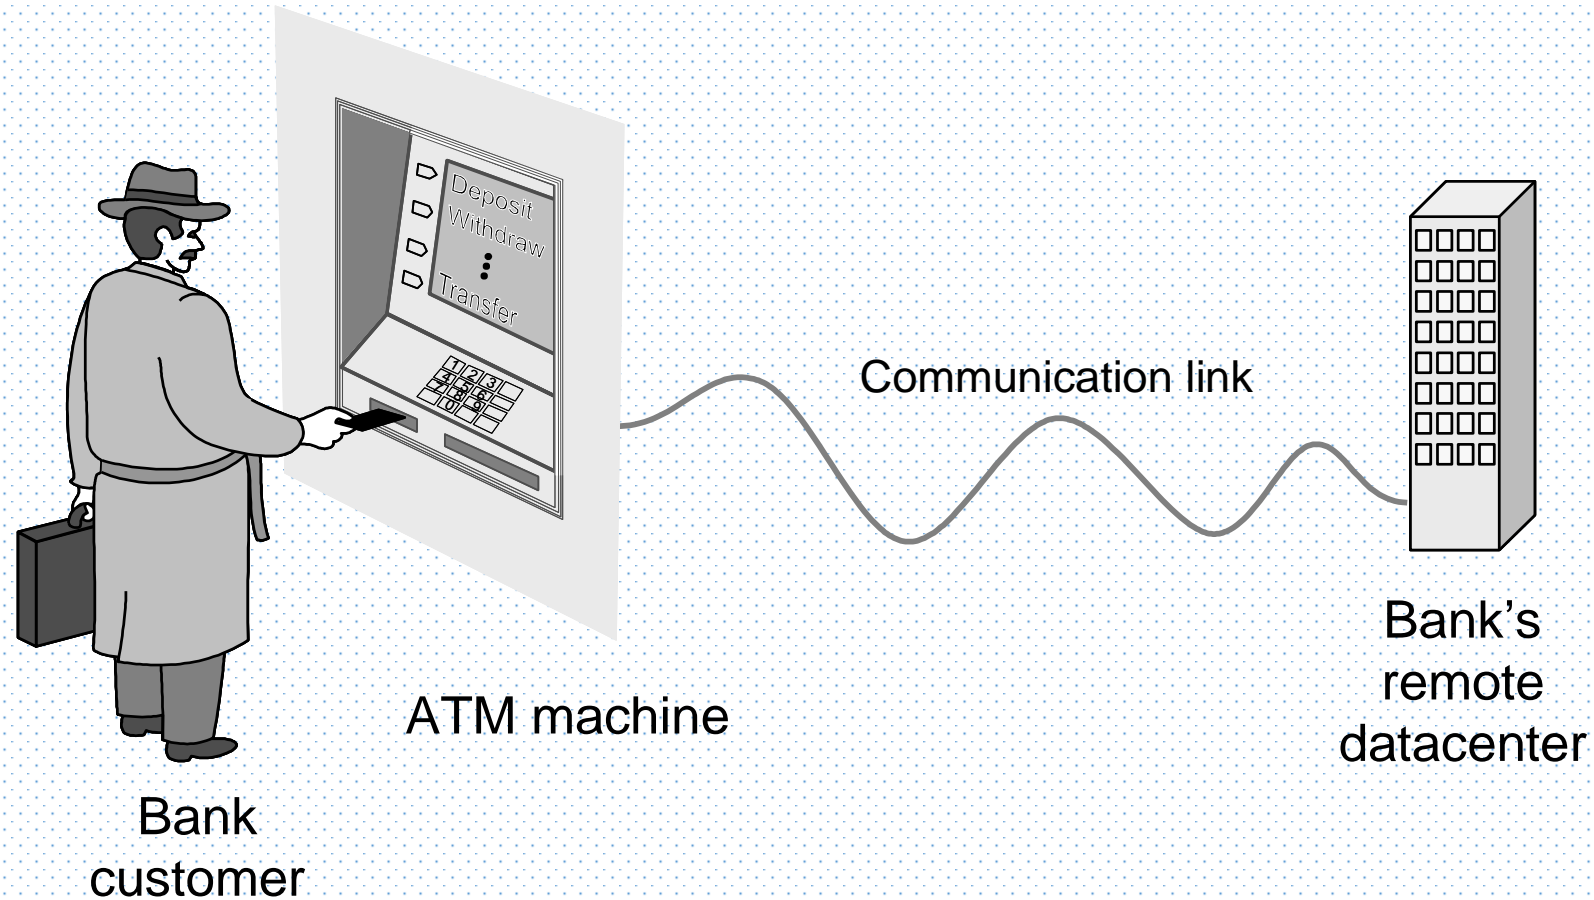 Deposit
Withdraw
Transfer
1 2 3
4 5 6
7 8 9
0
Communication link
ATM machine
Bank’s
remote
datacenter
Bank
customer